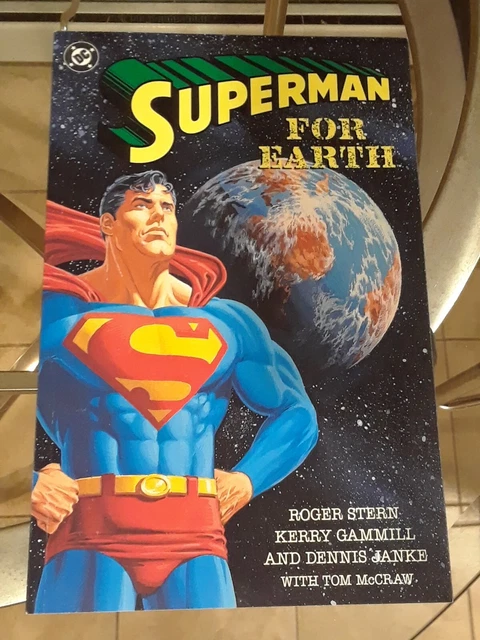 DC
SUPERMAN
FOR
EARTH
S
ROGER STERN
KERRY GAMMILL
AND DENNIS JANKE
WITH TOM McCRAW